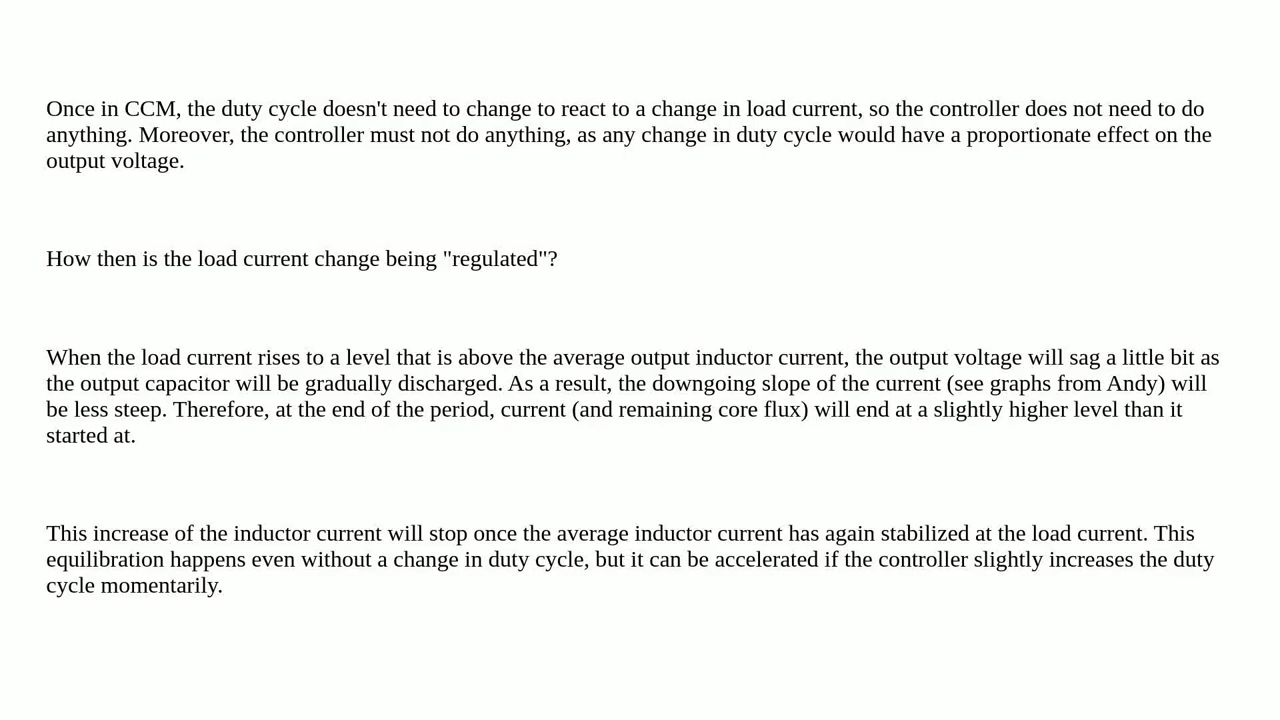 Once in CCM, the duty cycle doesn't need to change to react to a change in load current, so the controller does not need to do
anything. Moreover, the controller must not do anything, as any change in duty cycle would have a proportionate effect on the
output voltage.
How then is the load current change being "regulated"?
When the load current rises to a level that is above the average output inductor current, the output voltage will sag a little bit as
the output capacitor will be gradually discharged. As a result, the downgoing slope of the current (see graphs from Andy) will
be less steep. Therefore, at the end of the period, current (and remaining core flux) will end at a slightly higher level than it
started at.
This increase of the inductor current will stop once the average inductor current has again stabilized at the load current. This
equilibration happens even without a change in duty cycle, but it can be accelerated if the controller slightly increases the duty
cycle momentarily.